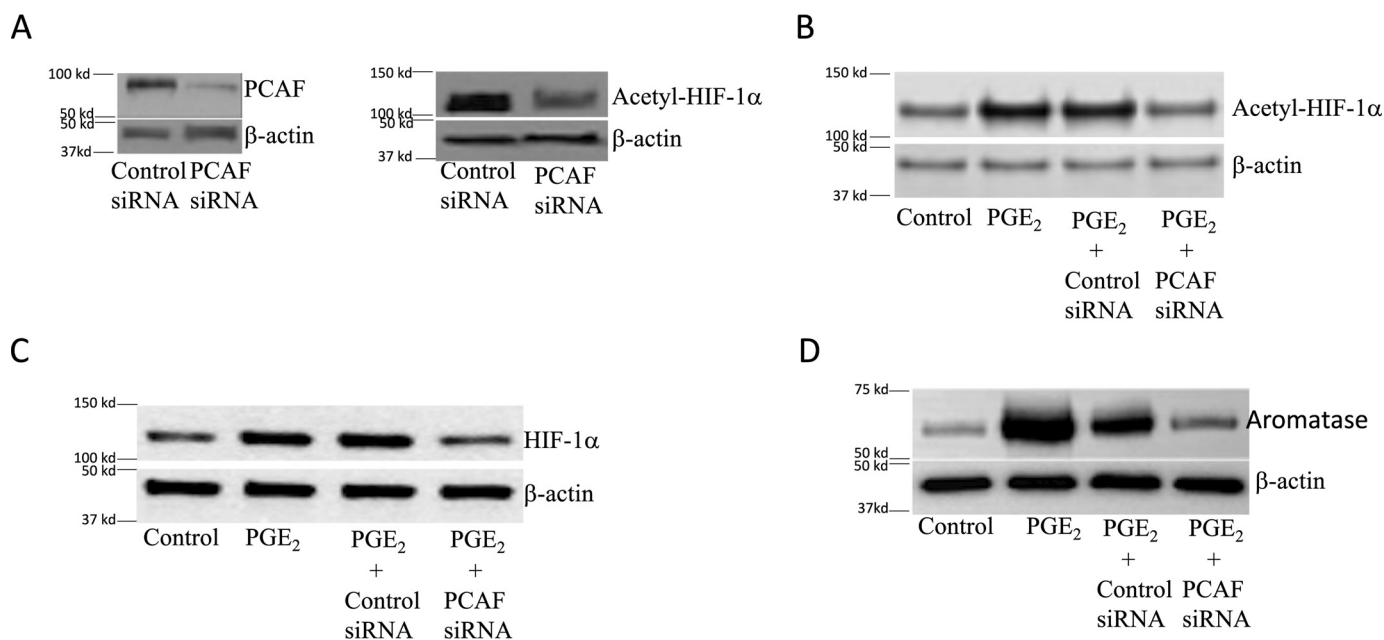 A
100 kd
50 kd
50 kd
37kd
PCAF
β-actin
Control PCAF
siRNA siRNA
150 kd
100 kd
50 kd
37 kd
Acetyl-HIF-1α
β-actin
Control PCAF
siRNA siRNA
B
150 kd
100 kd
50 kd
37 kd
Acetyl-HIF-1α
β-actin
Control PGE₂ PGE₂ PGE₂
+ +
Control PCAF
siRNA siRNA
C
150 kd
100 kd
50 kd
37 kd
HIF-1α
β-actin
Control PGE₂ PGE₂ PGE₂
+ +
Control PCAF
siRNA siRNA
D
75 kd
50 kd
50 kd
37kd
Aromatase
β-actin
Control PGE₂ PGE₂ PGE₂
+ +
Control PCAF
siRNA siRNA